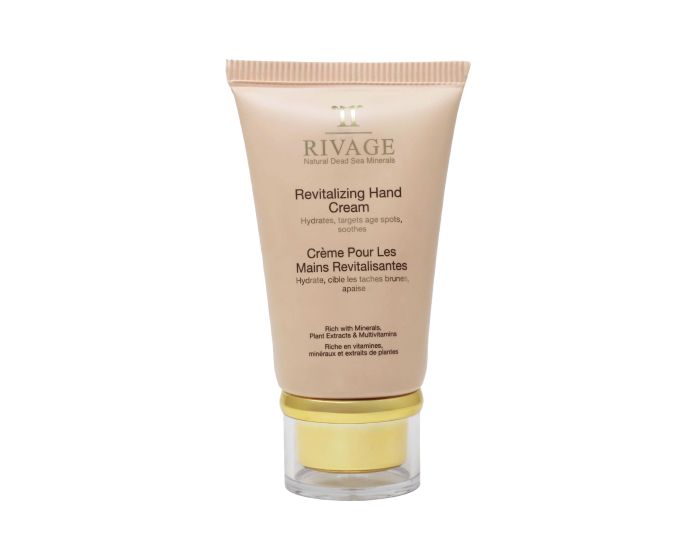 RIVAGE
Natural Dead Sea Minerals
Revitalizing Hand
Cream
Hydrates, targets age spots,
soothes
Crème Pour Les
Mains Revitalisantes
Hydrate, cible les taches brunes,
apaise
Rich with Minerals,
Plant Extracts & Multivitamins
Riche en vitamines,
minéraux et extraits de plantes